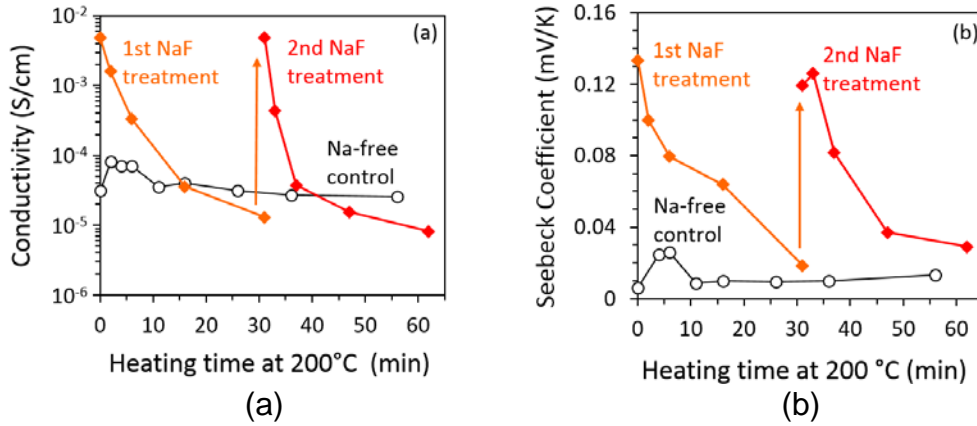 (a)
1st NaF
treatment
2nd NaF
treatment
Na-free
control
Conductivity (S/cm)
10⁻²
10⁻³
10⁻⁴
10⁻⁵
10⁻⁶
0 10 20 30 40 50 60
Heating time at 200°C (min)
(a)
(b)
1st NaF
treatment
2nd NaF
treatment
Na-free
control
Seebeck Coefficient (mV/K)
0.16
0.12
0.08
0.04
0
0 10 20 30 40 50 60
Heating time at 200 °C (min)
(b)